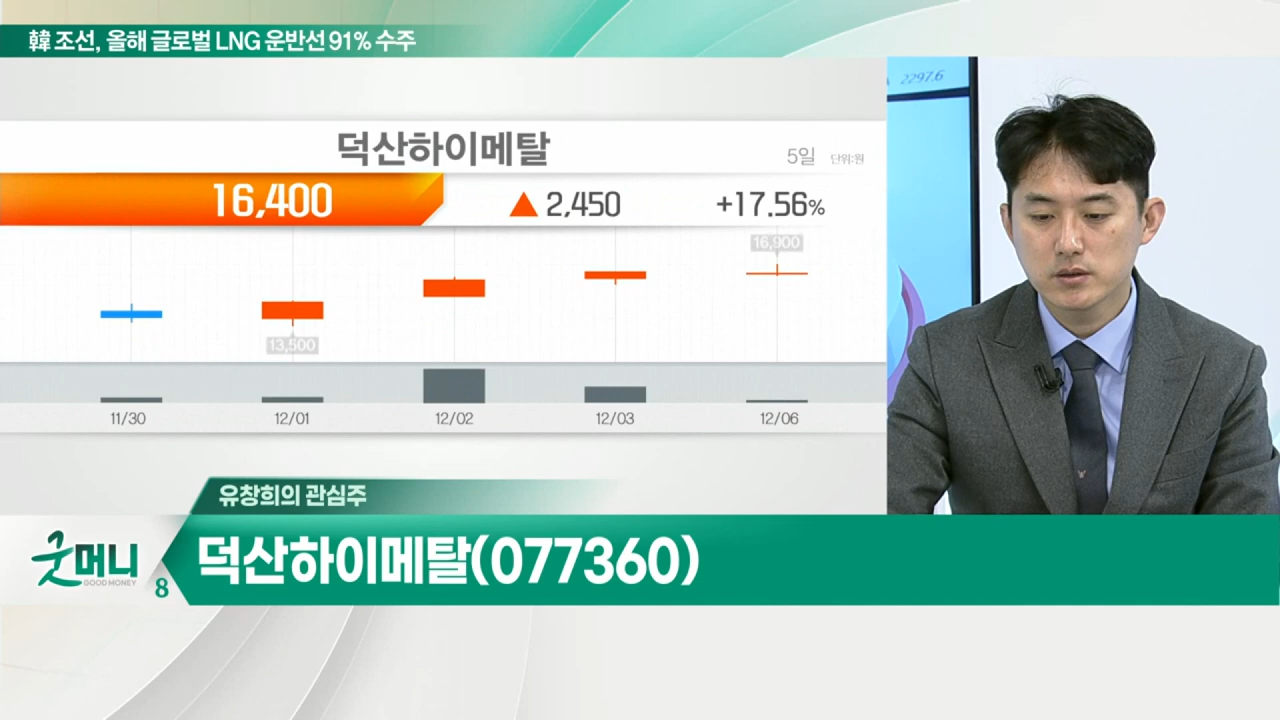 韓 조선, 올해 글로벌 LNG 운반선 91% 수주
2297.6
덕산하이메탈
5일 단위:원
16,400 ▲ 2,450 +17.56%
16,900
13,500
11/30 12/01 12/02 12/03 12/06
유창희의 관심주
굿머니
GOOD MONEY
8
덕산하이메탈(077360)